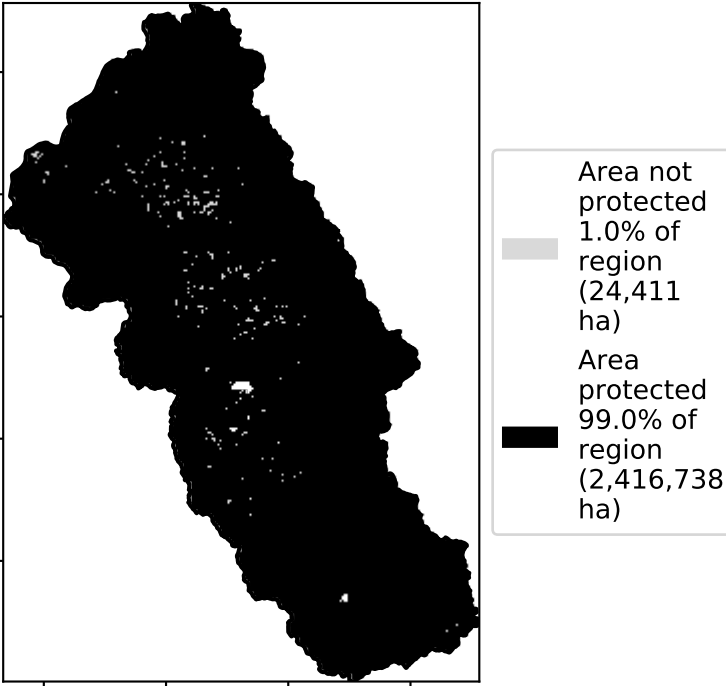 Area not
protected
1.0% of
region
(24,411
ha)
Area
protected
99.0% of
region
(2,416,738
ha)